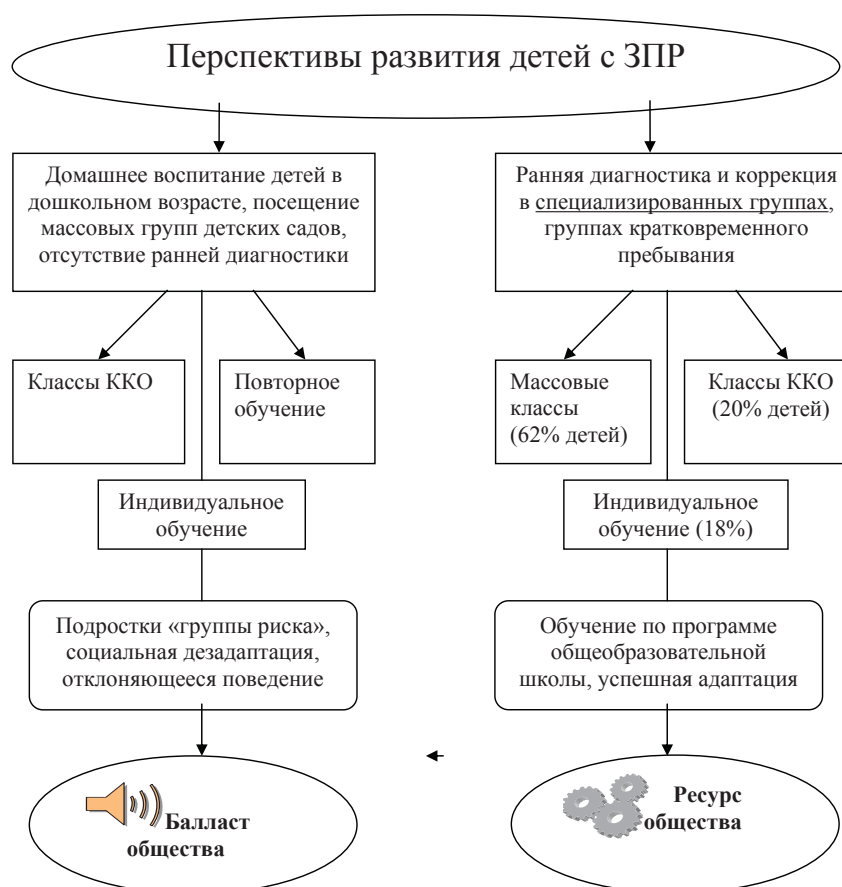 Перспективы развития детей с ЗПР
Домашнее воспитание детей в
дошкольном возрасте, посещение
массовых групп детских садов,
отсутствие ранней диагностики
Ранняя диагностика и коррекция
в специализированных группах,
группах кратковременного
пребывания
Классы ККО
Повторное
обучение
Массовые
классы
(62% детей)
Классы ККО
(20% детей)
Индивидуальное
обучение
Индивидуальное
обучение (18%)
Подростки «группы риска»,
социальная дезадаптация,
отклоняющееся поведение
Обучение по программе
общеобразовательной
школы, успешная адаптация
Балласт
общества
Ресурс
общества